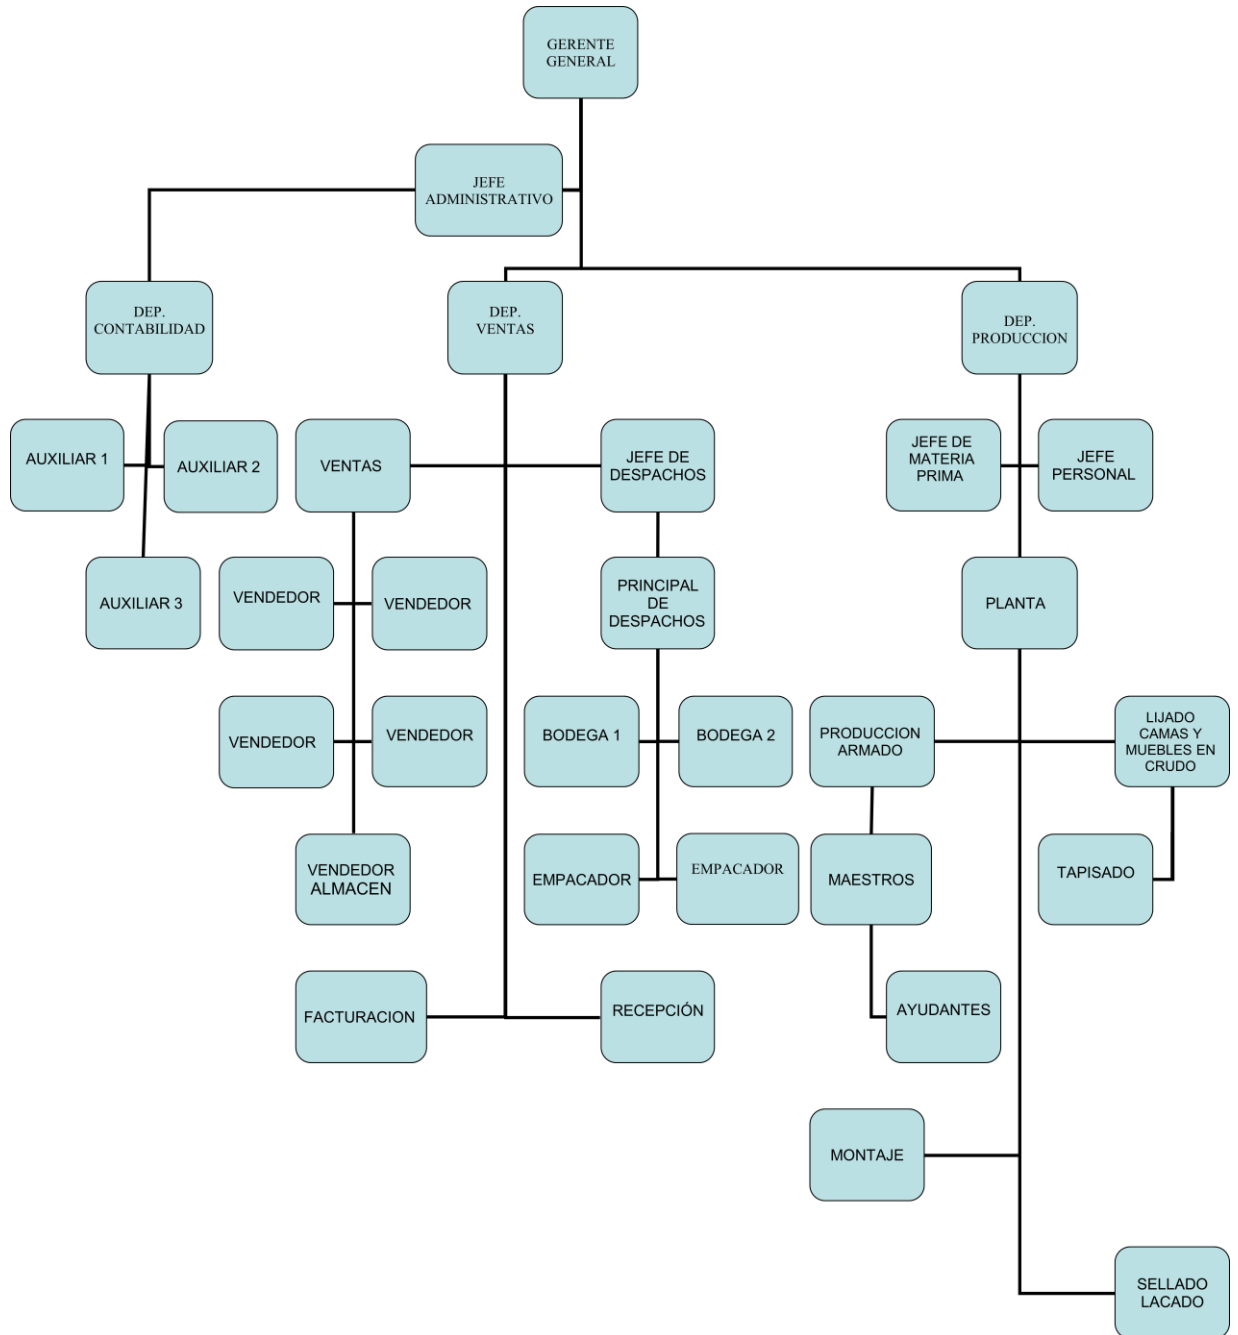 GERENTE
GENERAL
JEFE
ADMINISTRATIVO
DEP.
CONTABILIDAD
DEP.
VENTAS
DEP.
PRODUCCION
AUXILIAR 1
AUXILIAR 2
VENTAS
JEFE DE
DESPACHOS
JEFE DE
MATERIA
PRIMA
JEFE
PERSONAL
AUXILIAR 3
VENDEDOR
VENDEDOR
PRINCIPAL
DE
DESPACHOS
PLANTA
VENDEDOR
VENDEDOR
BODEGA 1
BODEGA 2
PRODUCCION
ARMADO
LIJADO
CAMAS Y
MUEBLES EN
CRUDO
VENDEDOR
ALMACEN
EMPACADOR
EMPACADOR
MAESTROS
TAPISADO
FACTURACION
RECEPCIÓN
AYUDANTES
MONTAJE
SELLADO
LACADO